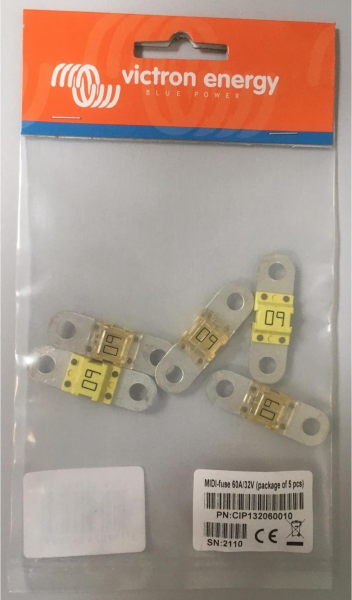 victron energy
BLUE POWER
60
60
60
60
60
MIDI-fuse 60A/32V (package of 5 pcs)
PN:CIP132060010
SN:2110
CE